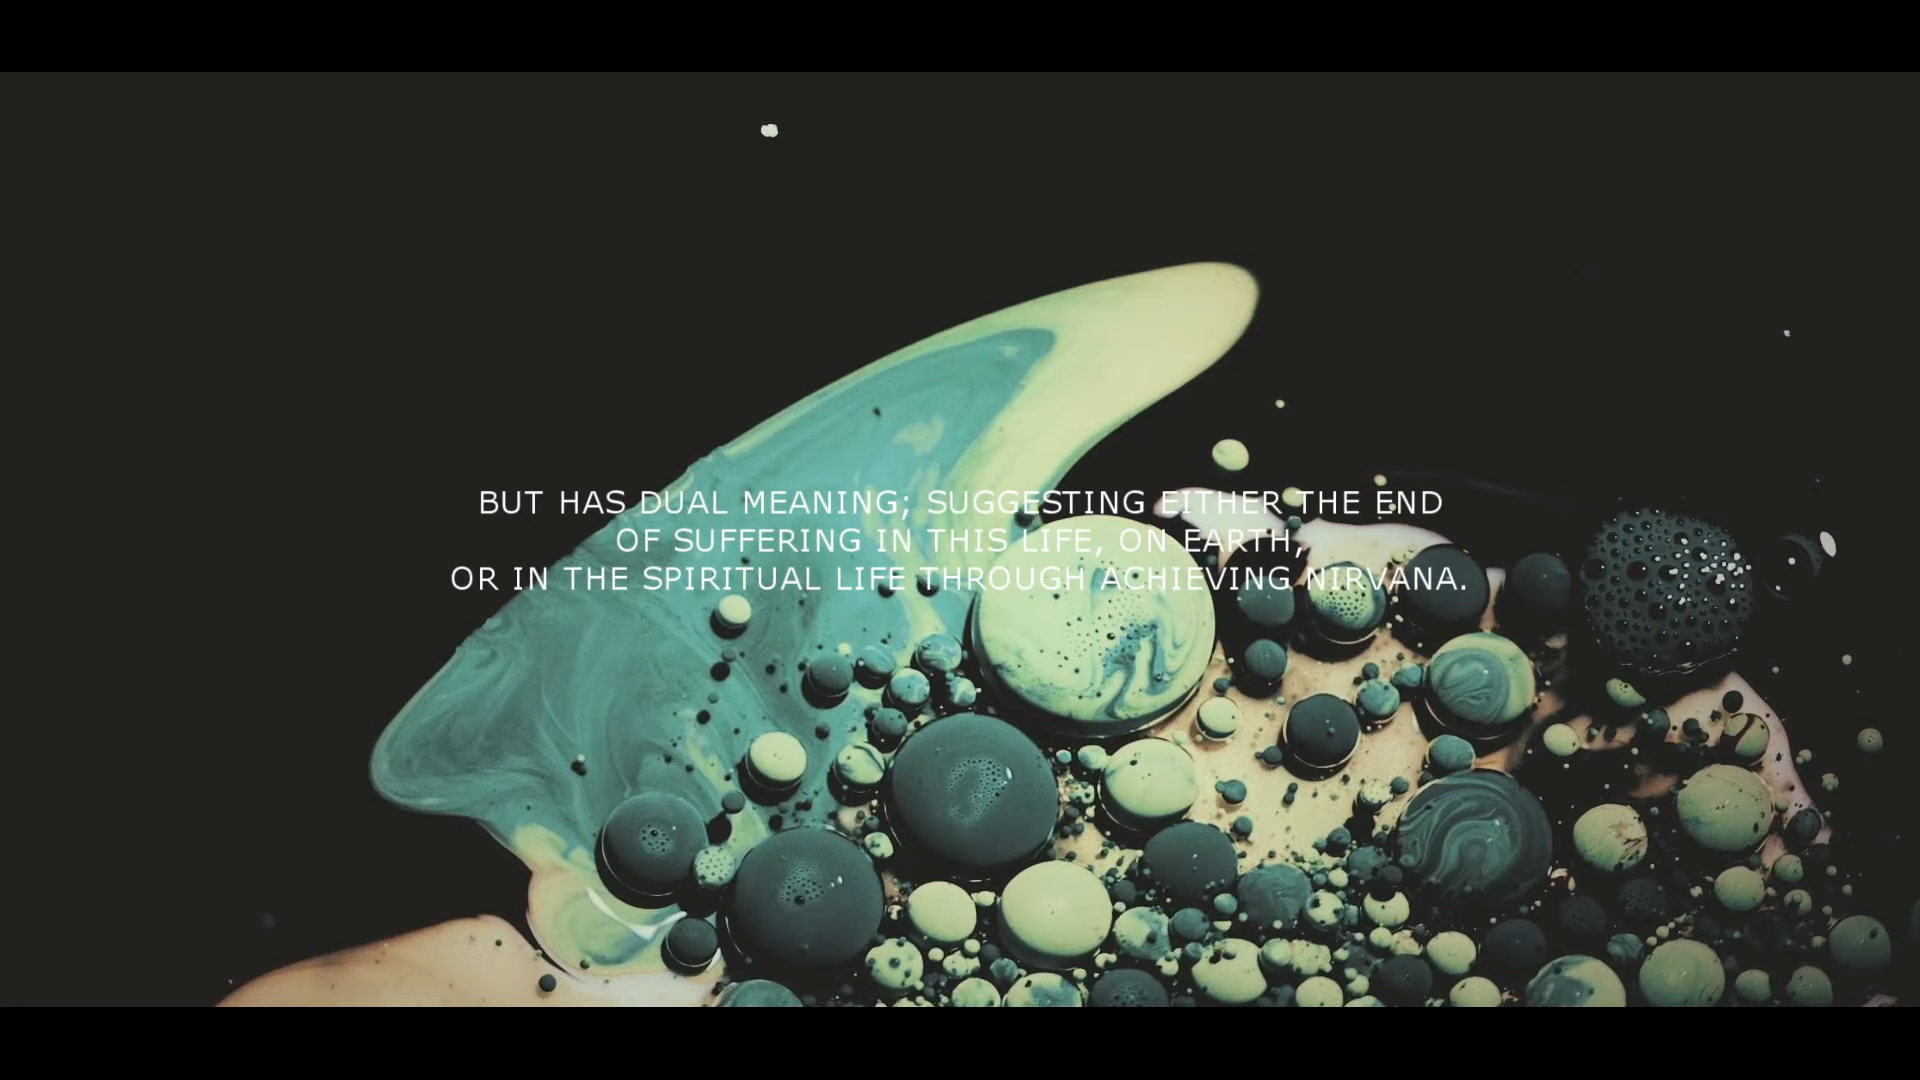 BUT HAS DUAL MEANING; SUGGESTING EITHER THE END
OF SUFFERING IN THIS LIFE, ON EARTH,
OR IN THE SPIRITUAL LIFE THROUGH ACHIEVING NIRVANA.